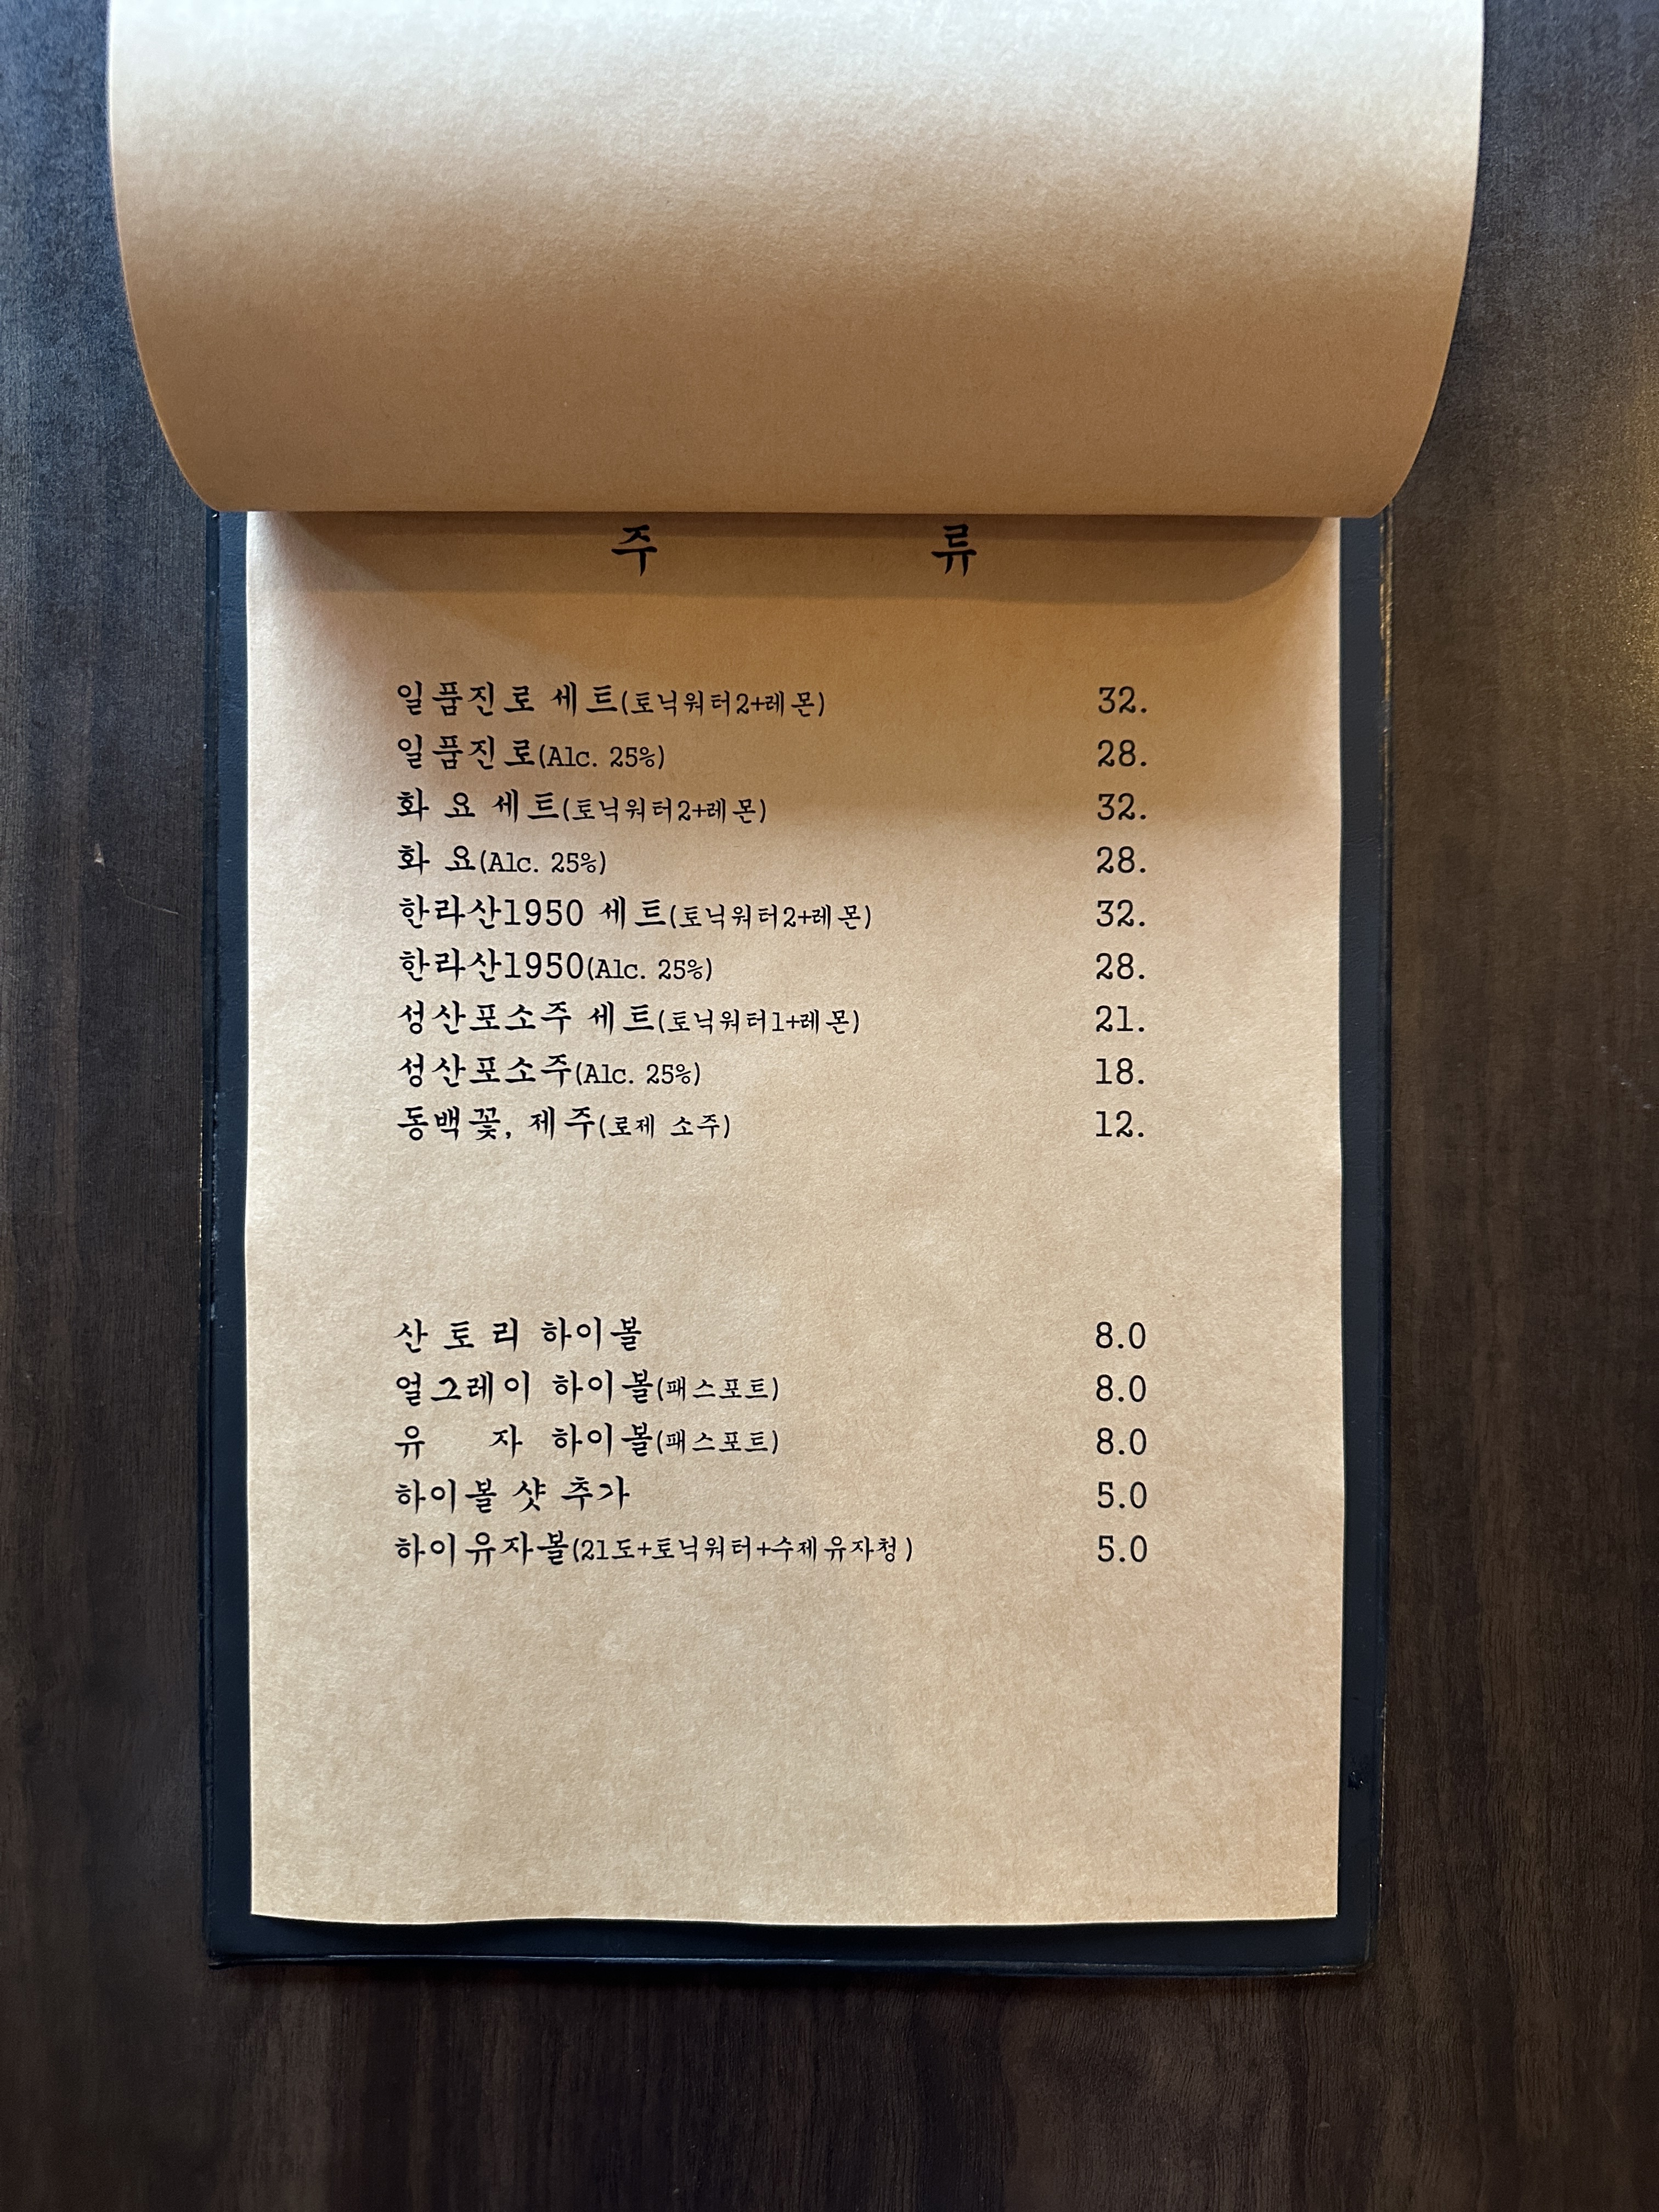 주 류
일품진로 세트(토닉워터2+레몬) 32.
일품진로(Alc. 25%) 28.
화 요 세트(토닉워터2+레몬) 32.
화 요(Alc. 25%) 28.
한라산1950 세트(토닉워터2+레몬) 32.
한라산1950(Alc. 25%) 28.
성산포소주 세트(토닉워터1+레몬) 21.
성산포소주(Alc. 25%) 18.
동백꽃, 제주(로제 소주) 12.
산 토 리 하이볼 8.0
얼그레이 하이볼(패스포트) 8.0
유 자 하이볼(패스포트) 8.0
하이볼 샷 추가 5.0
하이유자볼(21도+토닉워터+수제유자청) 5.0